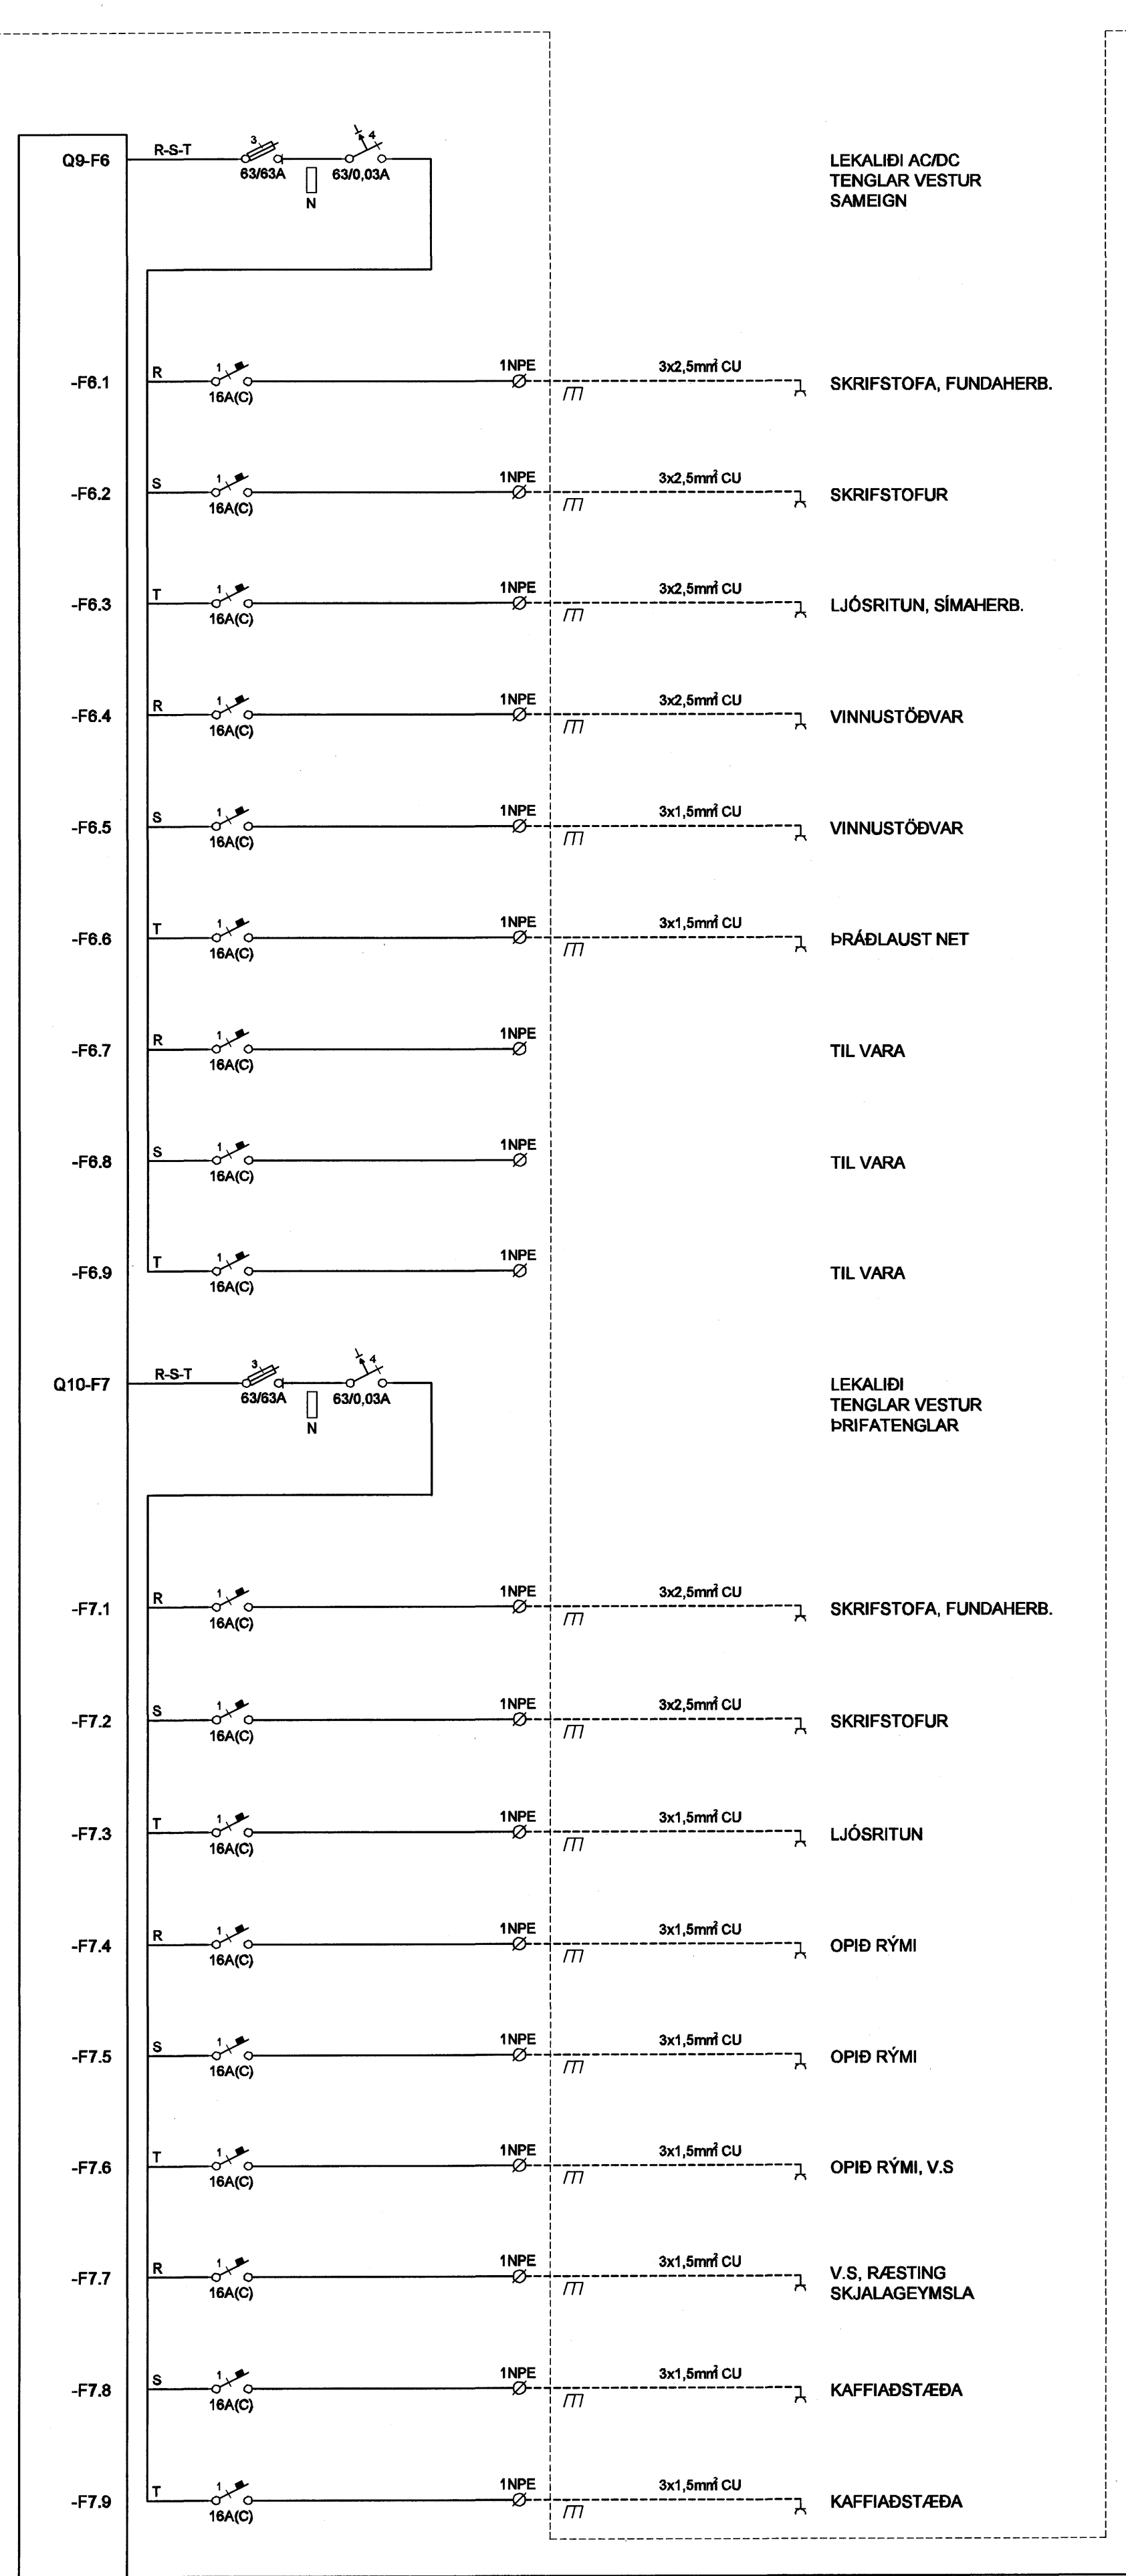 Q9-F6 R-S-T 3 63/63A N 4 63/0,03A
LEKALIÐI AC/DC
TENGLAR VESTUR
SAMEIGN
-F6.1 R 1 16A(C) 1NPE 3x2,5mm² CU SKRIFSTOFA, FUNDAHERB.
-F6.2 S 1 16A(C) 1NPE 3x2,5mm² CU SKRIFSTOFUR
-F6.3 T 1 16A(C) 1NPE 3x2,5mm² CU LJÓSRITUN, SÍMAHERB.
-F6.4 R 1 16A(C) 1NPE 3x2,5mm² CU VINNUSTÖÐVAR
-F6.5 S 1 16A(C) 1NPE 3x1,5mm² CU VINNUSTÖÐVAR
-F6.6 T 1 16A(C) 1NPE 3x1,5mm² CU ÞRÁÐLAUST NET
-F6.7 R 1 16A(C) 1NPE TIL VARA
-F6.8 S 1 16A(C) 1NPE TIL VARA
-F6.9 T 1 16A(C) 1NPE TIL VARA
Q10-F7 R-S-T 3 63/63A N 4 63/0,03A
LEKALIÐI
TENGLAR VESTUR
ÞRIFATENGLAR
-F7.1 R 1 16A(C) 1NPE 3x2,5mm² CU SKRIFSTOFA, FUNDAHERB.
-F7.2 S 1 16A(C) 1NPE 3x2,5mm² CU SKRIFSTOFUR
-F7.3 T 1 16A(C) 1NPE 3x1,5mm² CU LJÓSRITUN
-F7.4 R 1 16A(C) 1NPE 3x1,5mm² CU OPIÐ RÝMI
-F7.5 S 1 16A(C) 1NPE 3x1,5mm² CU OPIÐ RÝMI
-F7.6 T 1 16A(C) 1NPE 3x1,5mm² CU OPIÐ RÝMI, V.S
-F7.7 R 1 16A(C) 1NPE 3x1,5mm² CU V.S, RÆSTING
SKJALAGEYMSLA
-F7.8 S 1 16A(C) 1NPE 3x1,5mm² CU KAFFIAÐSTÆÐA
-F7.9 T 1 16A(C) 1NPE 3x1,5mm² CU KAFFIAÐSTÆÐA